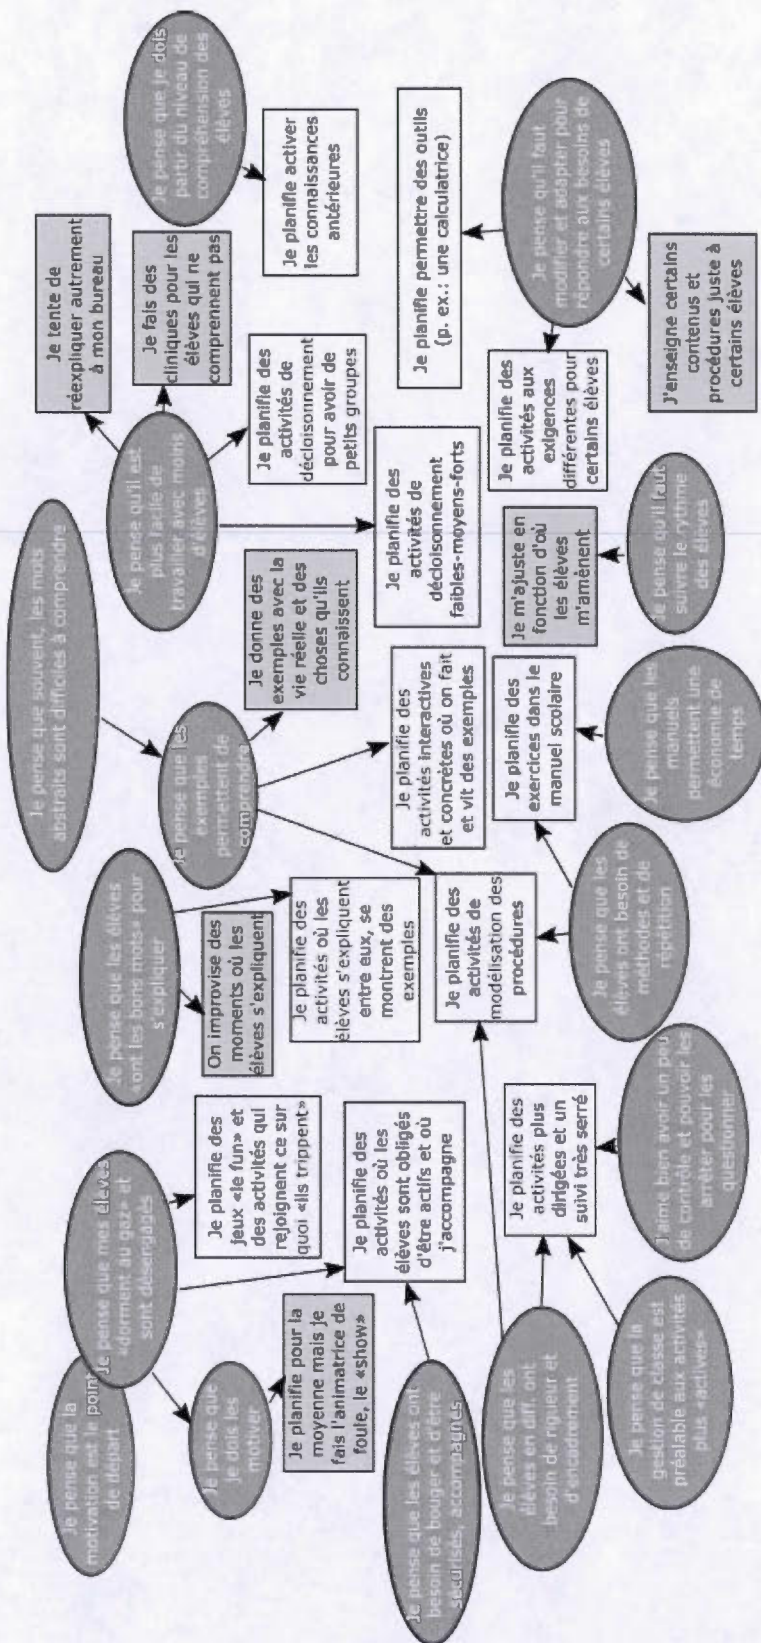 Je pense que la
motivation
point
de départ
Je pense que mes élèves
«dorment au gaz» et
sont désengagés
Je pense que
je dois les
motiver
Je planifie pour la
moyenne mais je
fais l'animatrice de
foule, le «show»
Je planifie des
jeux «le fun» et
des activités qui
rejoignent ce sur
quoi «ils trippent»
Je planifie des
activités où les
élèves sont obligés
d'être actifs et où
j'accompagne
Je pense que les élèves ont
besoin de bouger et d'être
sécurisés, accompagnés
Je pense que les
élèves en diff. ont
besoin de rigueur et
d'encadrement
Je pense que la
gestion de classe est
préalable aux activités
plus «actives»
Je planifie des
activités plus
dirigées et un
suivi très serré
J'aime bien avoir un peu
de contrôle et pouvoir les
arrêter pour les
questionner
Je pense que les élèves
ont les bons mots» pour
s'expliquer
On improvise des
moments où les
élèves s'expliquent
Je planifie des
activités où les
élèves s'expliquent
entre eux, se
montrent des
exemples
Je planifie des
activités de
modélisation des
procédures
Je pense que les
élèves ont besoin de
méthodes et de
répétition
Je pense que souvent, les mots
abstraits sont difficiles à comprendre
Je pense que les
exemples
permettent de
comprendre
Je donne des
exemples avec la
vie réelle et des
choses qu'ils
connaissent
Je planifie des
activités interactives
et concrètes où on fait
et vit des exemples
Je planifie des
exercices dans le
manuel scolaire
Je pense que les
manuels
permettent une
économie de
temps
Je pense qu'il est
plus facile de
travailler avec moins
d'élèves
Je tente de
réexpliquer autrement
à mon bureau
Je fais des
cliniques pour les
élèves qui ne
comprennent pas
Je planifie des
activités de
décloisonnement
pour avoir de
petits groupes
Je planifie des
activités de
décloisonnement
faibles-moyens-forts
Je m'ajuste en
fonction d'où
les élèves
m'amènent
Je pense qu'il faut
suivre le rythme
des élèves
Je pense que je dois
partir du niveau de
compréhension des
élèves
Je planifie activer
les connaissances
antérieures
Je planifie permettre des outils
(p. ex.: une calculatrice)
Je planifie des
activités aux
exigences
différentes pour
certains élèves
Je pense qu'il faut
modifier et adapter pour
répondre aux besoins de
certains élèves
J'enseigne certains
contenus et
procédures juste à
certains élèves